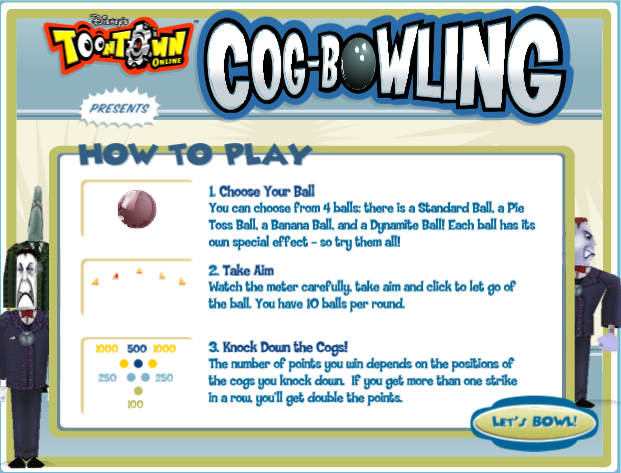 Disney's
TOONTOWN
ONLINE
COG-BOWLING
PRESENTS
HOW TO PLAY
1. Choose Your Ball
You can choose from 4 balls: there is a Standard Ball, a Pie
Toss Ball, a Banana Ball, and a Dynamite Ball! Each ball has its
own special effect - so try them all!
2. Take Aim
Watch the meter carefully, take aim and click to let go of
the ball. You have 10 balls per round.
1000 500 1000
250 250
100
3. Knock Down the Cogs!
The number of points you win depends on the positions of
the cogs you knock down. If you get more than one strike
in a row, you'll get double the points.
LET'S BOWL!